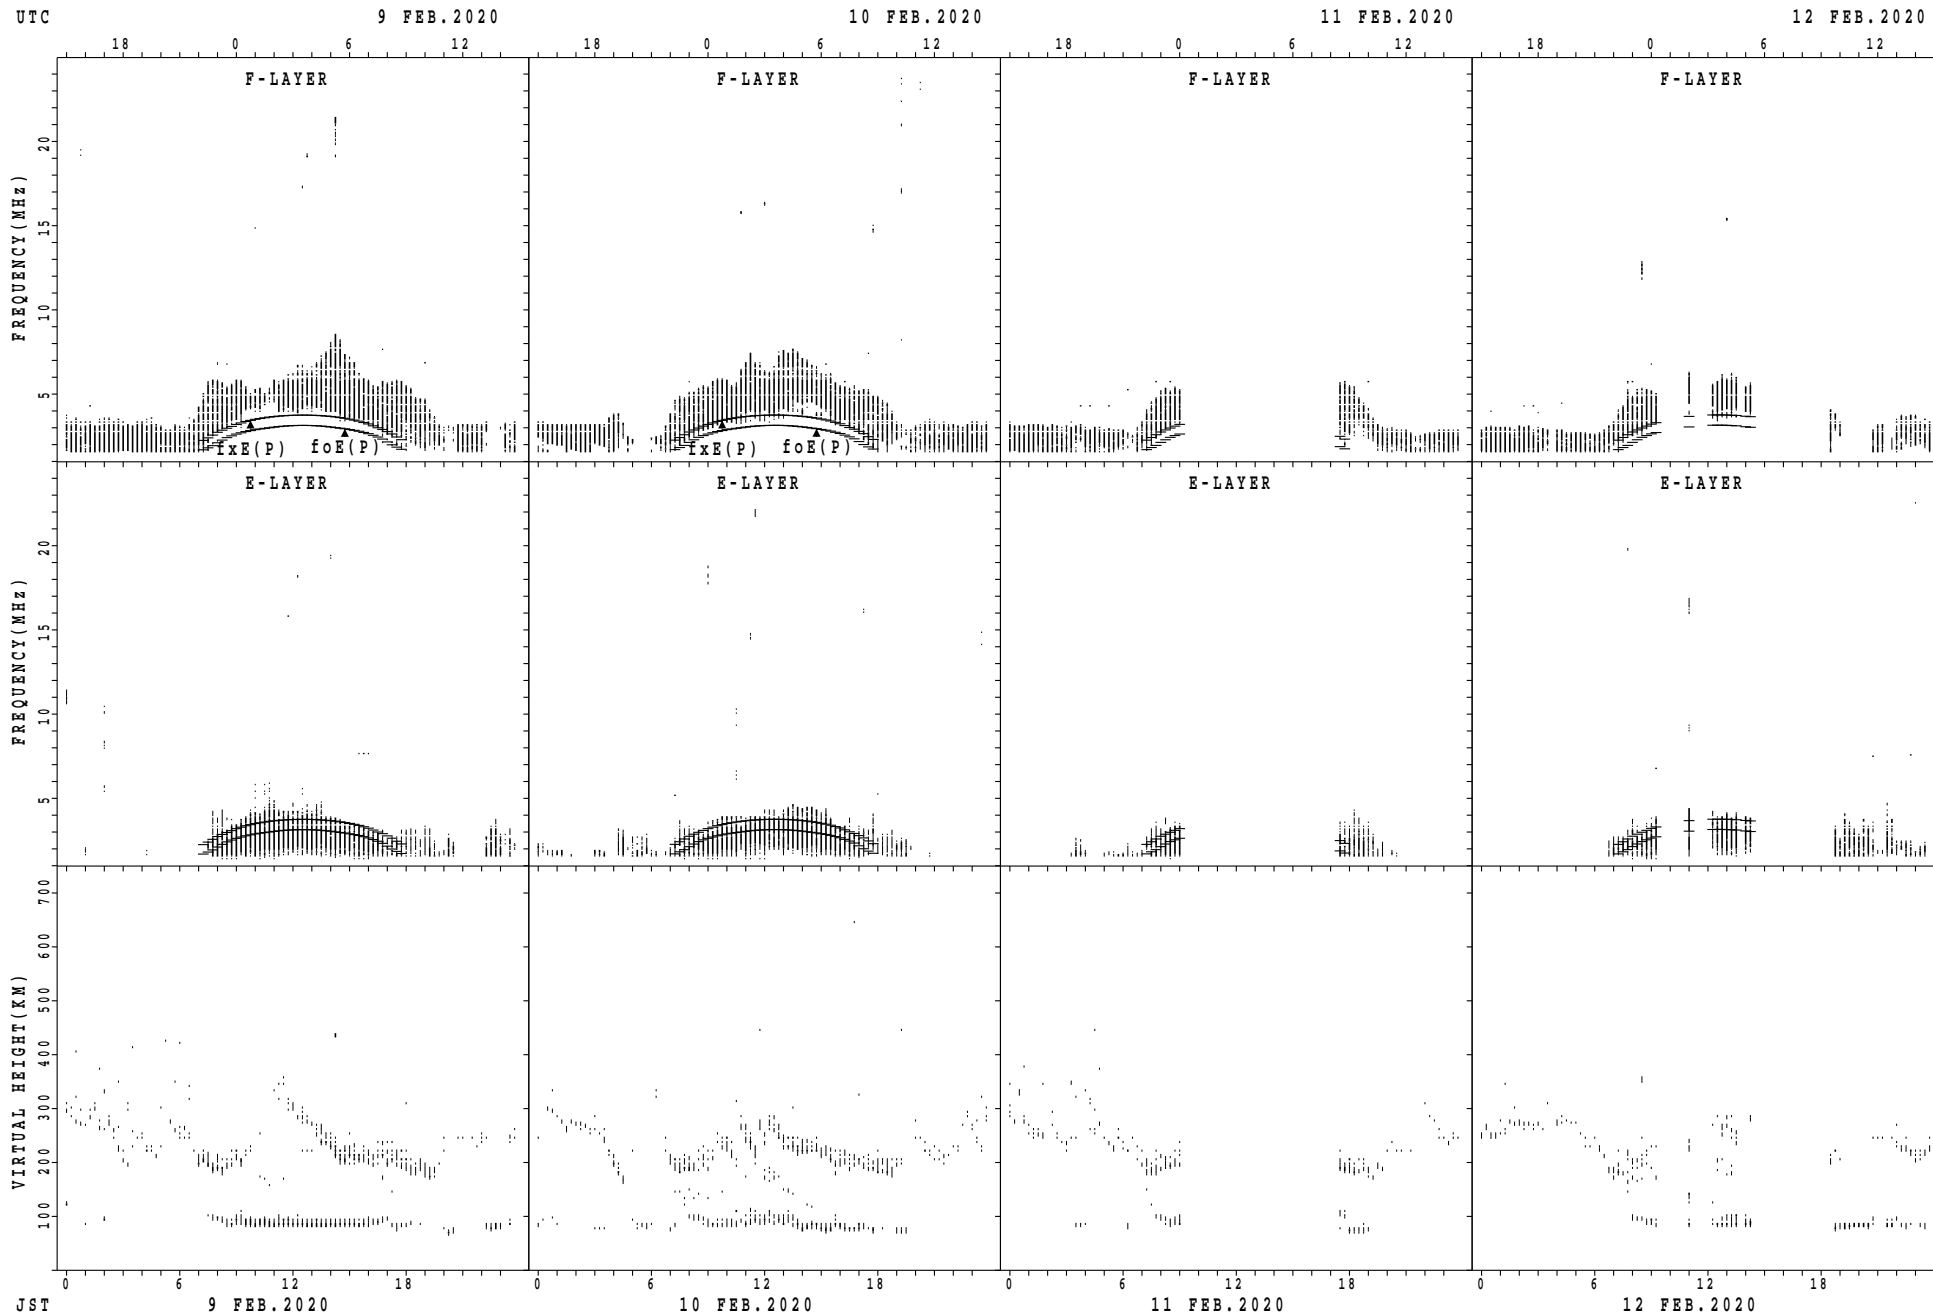 UTC 9 FEB.2020 10 FEB.2020 11 FEB.2020 12 FEB.2020
18 0 6 12 18 0 6 12 18 0 6 12 18 0 6 12
F-LAYER F-LAYER F-LAYER F-LAYER
FREQUENCY(MHz)
20
15
10
5
fxE(P) foE(P) fxE(P) foE(P)
E-LAYER E-LAYER E-LAYER E-LAYER
FREQUENCY(MHz)
20
15
10
5
VIRTUAL HEIGHT(KM)
700
600
500
400
300
200
100
0 6 12 18 0 6 12 18 0 6 12 18 0 6 12 18
JST 9 FEB.2020 10 FEB.2020 11 FEB.2020 12 FEB.2020